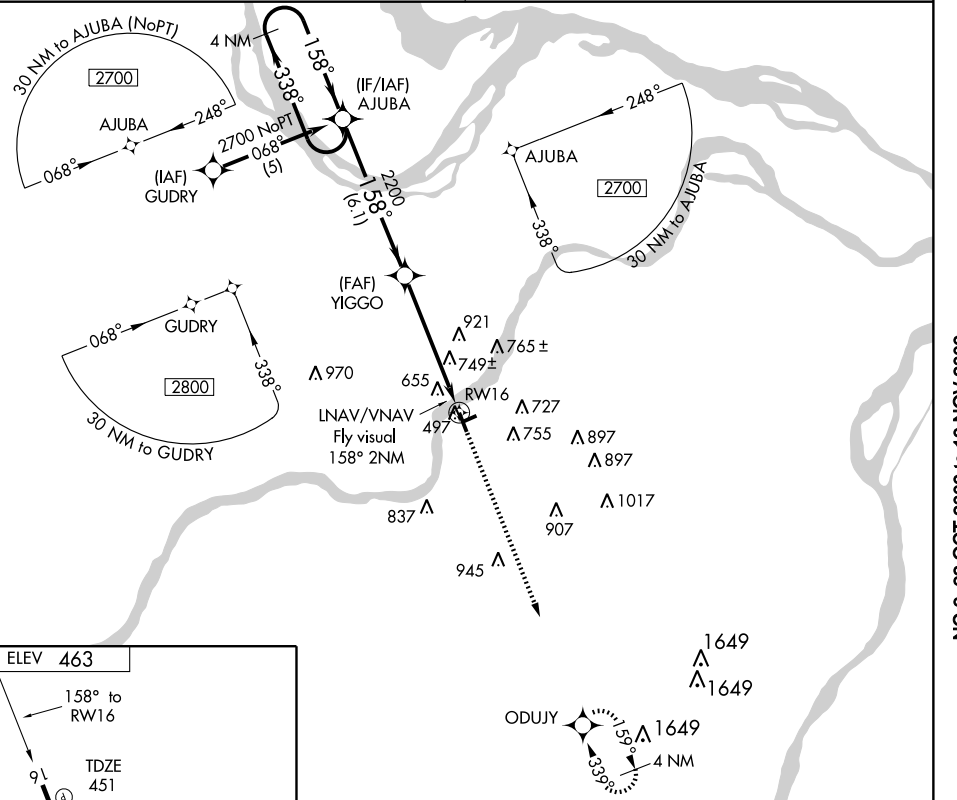 30 NM to AJUBA (NoPT)
2700
AJUBA
248°
068°
4 NM
158°
338°
(IF/IAF)
AJUBA
2700 NoPT
068°
(5)
(IAF)
GUDRY
2200
158°
(6.1)
248°
AJUBA
2700
338°
30 NM to AJUBA
(FAF)
YIGGO
068°
GUDRY
338°
2800
30 NM to GUDRY
921
765±
749±
970
655
RW16
LNAV/VNAV
Fly visual
158° 2NM
497
727
755
897
897
1017
907
837
945
1649
1649
1649
ODUJY
159°
339°
4 NM
ELEV 463
158° to
RW16
16
TDZE
451
A